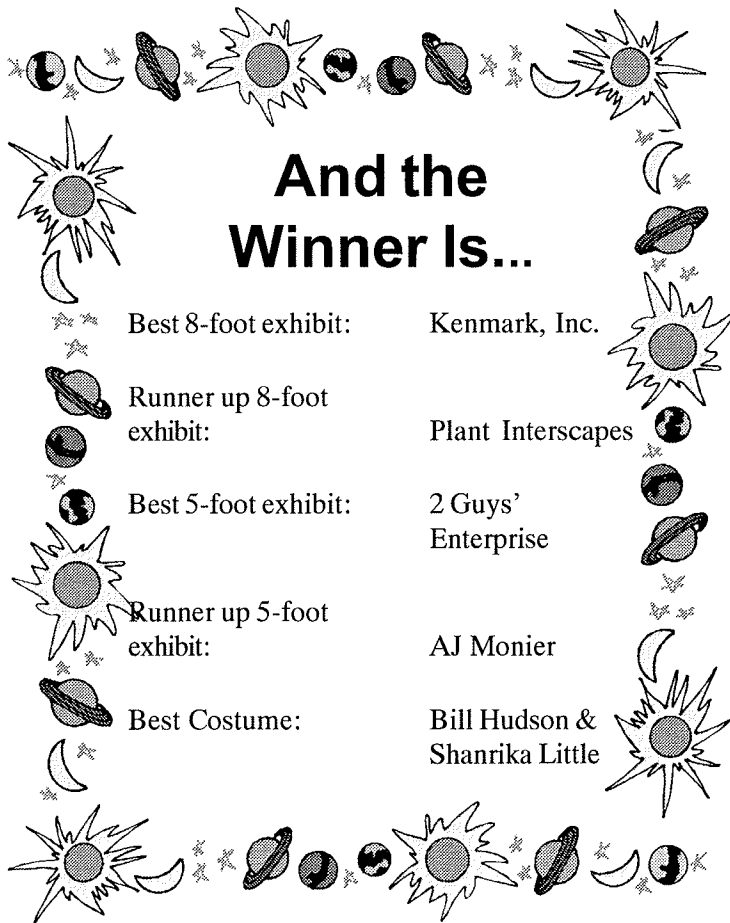 And the
Winner Is...
Best 8-foot exhibit: Kenmark, Inc.
Runner up 8-foot
exhibit: Plant Interscapes
Best 5-foot exhibit: 2 Guys'
Enterprise
Runner up 5-foot
exhibit: AJ Monier
Best Costume: Bill Hudson &
Shanrika Little